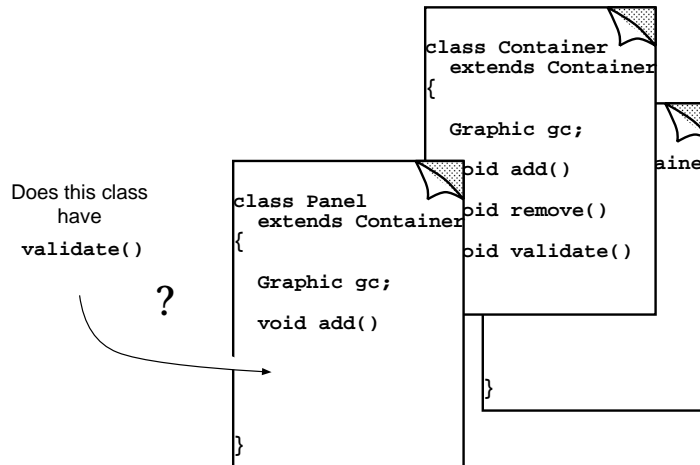 Does this class
have
validate()
?
class Panel
extends Container
{
Graphic gc;
void add()
}
class Container
extends Container
{
Graphic gc;
oid add()
oid remove()
oid validate()
aine
}